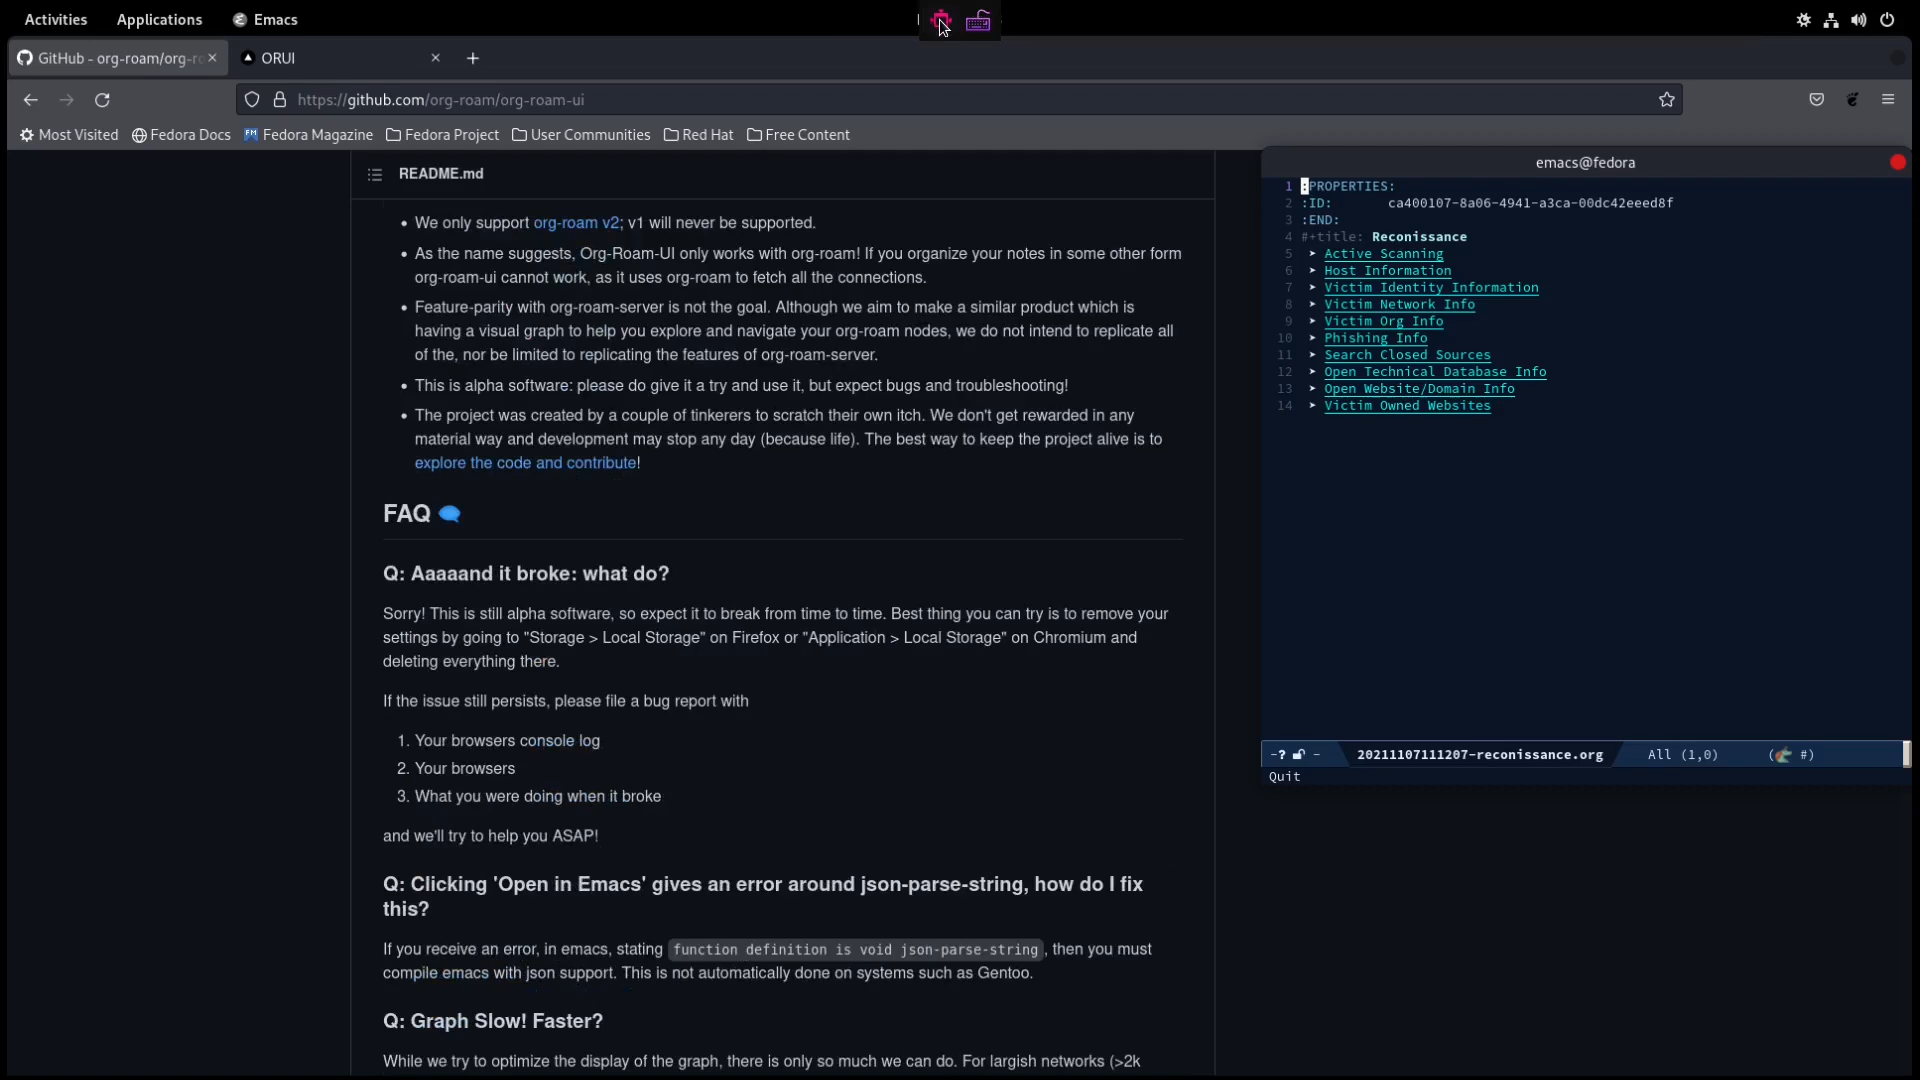 Activities
Applications
Emacs
GitHub - org-roam/org-ro
ORUI
https://github.com/org-roam/org-roam-ui
Most Visited
Fedora Docs
Fedora Magazine
Fedora Project
User Communities
Red Hat
Free Content
README.md
We only support org-roam v2; v1 will never be supported.
As the name suggests, Org-Roam-UI only works with org-roam! If you organize your notes in some other form
org-roam-ui cannot work, as it uses org-roam to fetch all the connections.
Feature-parity with org-roam-server is not the goal. Although we aim to make a similar product which is
having a visual graph to help you explore and navigate your org-roam nodes, we do not intend to replicate all
of the, nor be limited to replicating the features of org-roam-server.
This is alpha software: please do give it a try and use it, but expect bugs and troubleshooting!
The project was created by a couple of tinkerers to scratch their own itch. We don't get rewarded in any
material way and development may stop any day (because life). The best way to keep the project alive is to
explore the code and contribute!
FAQ
Q: Aaaaand it broke: what do?
Sorry! This is still alpha software, so expect it to break from time to time. Best thing you can try is to remove your
settings by going to "Storage > Local Storage" on Firefox or "Application > Local Storage" on Chromium and
deleting everything there.
If the issue still persists, please file a bug report with
1. Your browsers console log
2. Your browsers
3. What you were doing when it broke
and we'll try to help you ASAP!
Q: Clicking 'Open in Emacs' gives an error around json-parse-string, how do I fix
this?
If you receive an error, in emacs, stating function definition is void json-parse-string, then you must
compile emacs with json support. This is not automatically done on systems such as Gentoo.
Q: Graph Slow! Faster?
While we try to optimize the display of the graph, there is only so much we can do. For largish networks (>2k
emacs@fedora
1 :PROPERTIES:
2 :ID: ca400107-8a06-4941-a3ca-00dc42eeed8f
3 :END:
4 #+title: Reconissance
5 ➤ Active Scanning
6 ➤ Host Information
7 ➤ Victim Identity Information
8 ➤ Victim Network Info
9 ➤ Victim Org Info
10 ➤ Phishing Info
11 ➤ Search Closed Sources
12 ➤ Open Technical Database Info
13 ➤ Open Website/Domain Info
14 ➤ Victim Owned Websites
-? - 20211107111207-reconissance.org All (1,0) ( #)
Quit